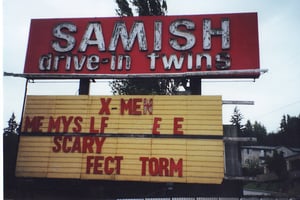 SAMISH
drive-in twins
X-MEN
ME MYS LF E E
SCARY
FECT TORM